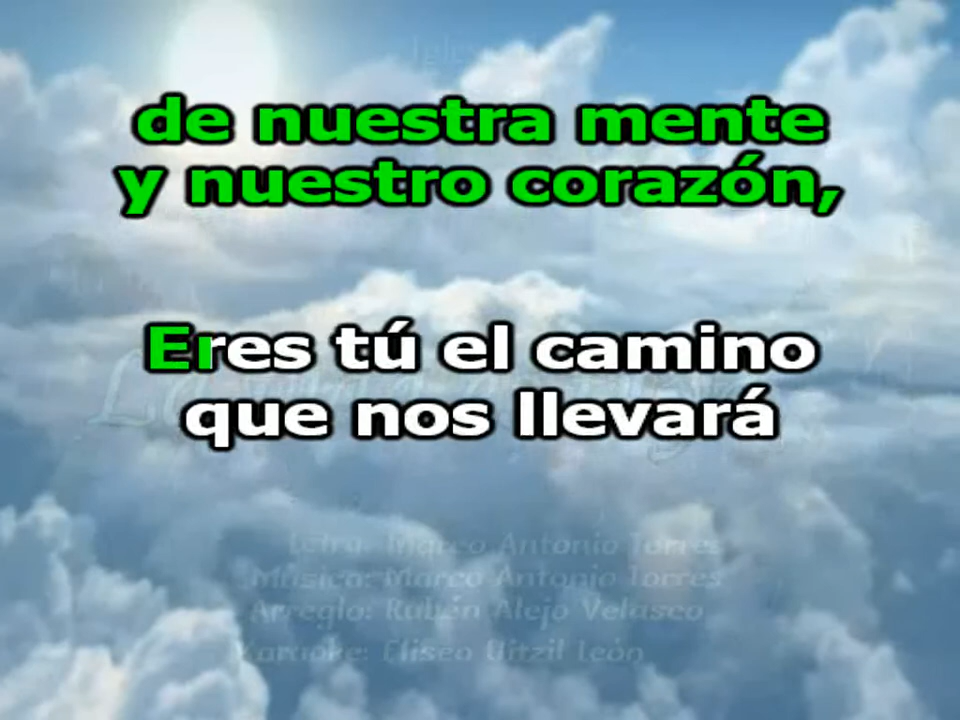 de nuestra mente
y nuestro corazón,
Eres tú el camino
que nos llevará
Letra: Marco Antonio Torres
Música: Marco Antonio Torres
Arreglo: Rubén Alejo Velasco
Karaoke: Eliseo Uitzil León